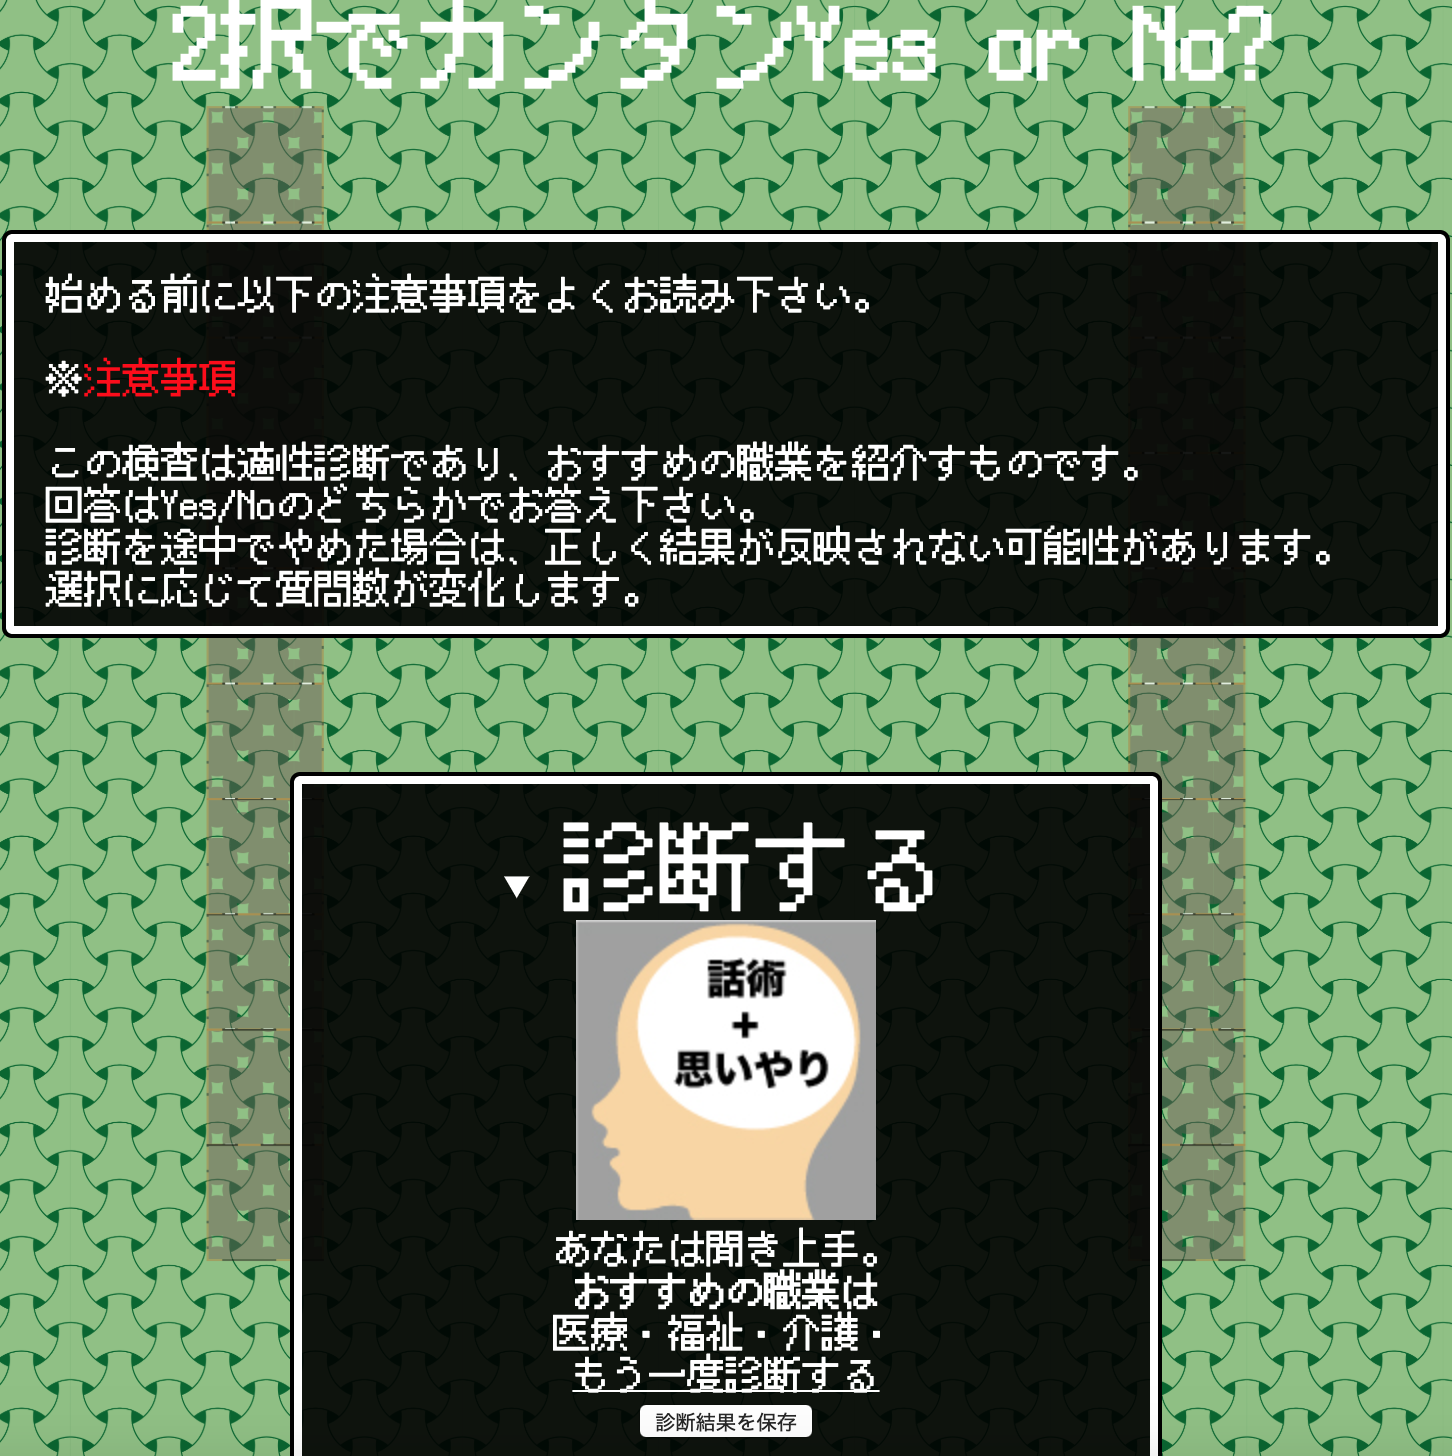 2択でカンタンYes or No?
始める前に以下の注意事項をよくお読み下さい。
※注意事項
この検査は適性診断であり、おすすめの職業を紹介すものです。
回答はYes/Noのどちらかでお答え下さい。
診断を途中でやめた場合は、正しく結果が反映されない可能性があります。
選択に応じて質問数が変化します。
▼ 診断する
話術
+
思いやり
あなたは聞き上手。
おすすめの職業は
医療・福祉・介護・
もう一度診断する
診断結果を保存